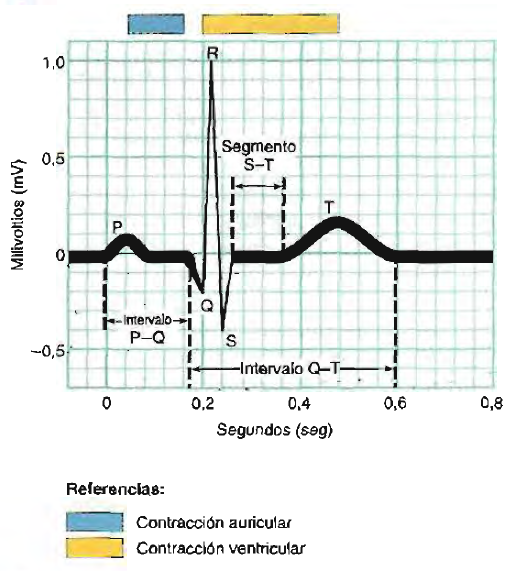 R
1,0
Segmento
S–T
0,5
Milivoltios (mV)
P
T
0
Q
Intervalo
P–Q
S
–0,5
Intervalo Q–T
0
0,2
0,4
0,6
0,8
Segundos (seg)
Referencias:
Contracción auricular
Contracción ventricular